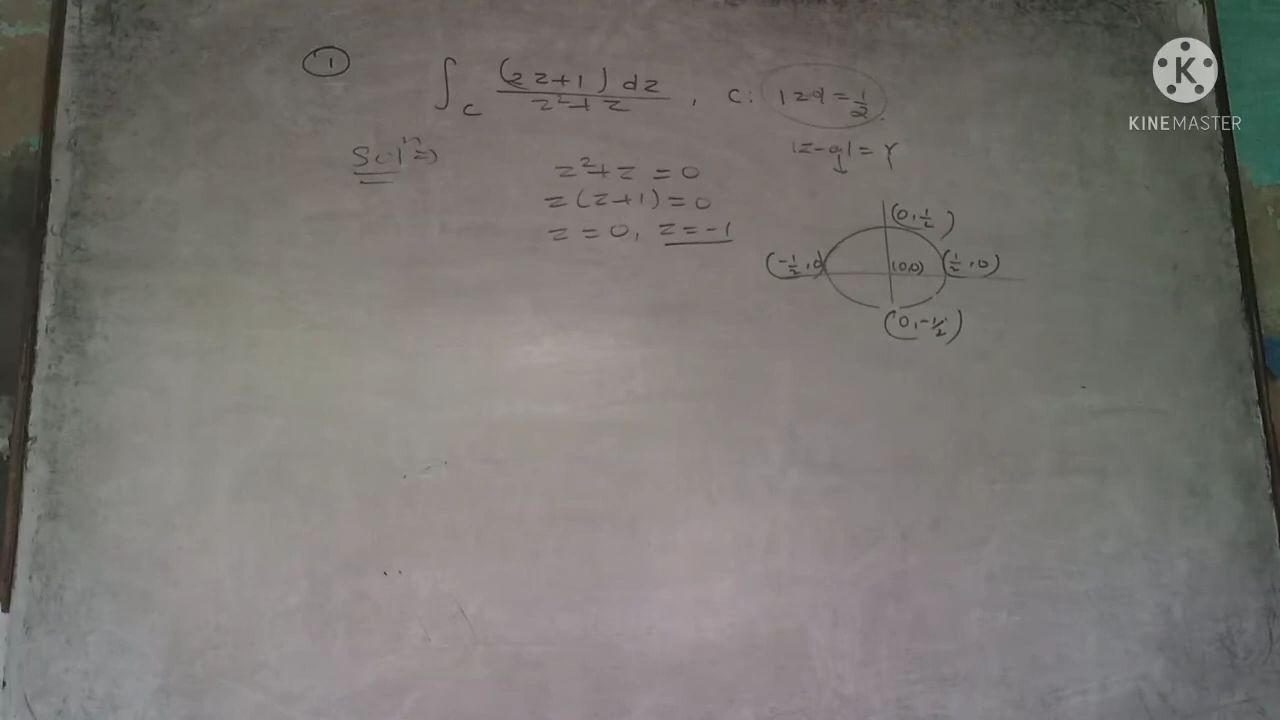 1
∫_C (2z+1) dz / z²+z , C: |z| = 1/2.
Solⁿ⇒
|z-a| = r
z²+z = 0
z(z+1) = 0
z = 0, z = -1
(0, 1/2)
(-1/2, 0)
(0,0)
(1/2, 0)
(0, -1/2)
K
KINEMASTER